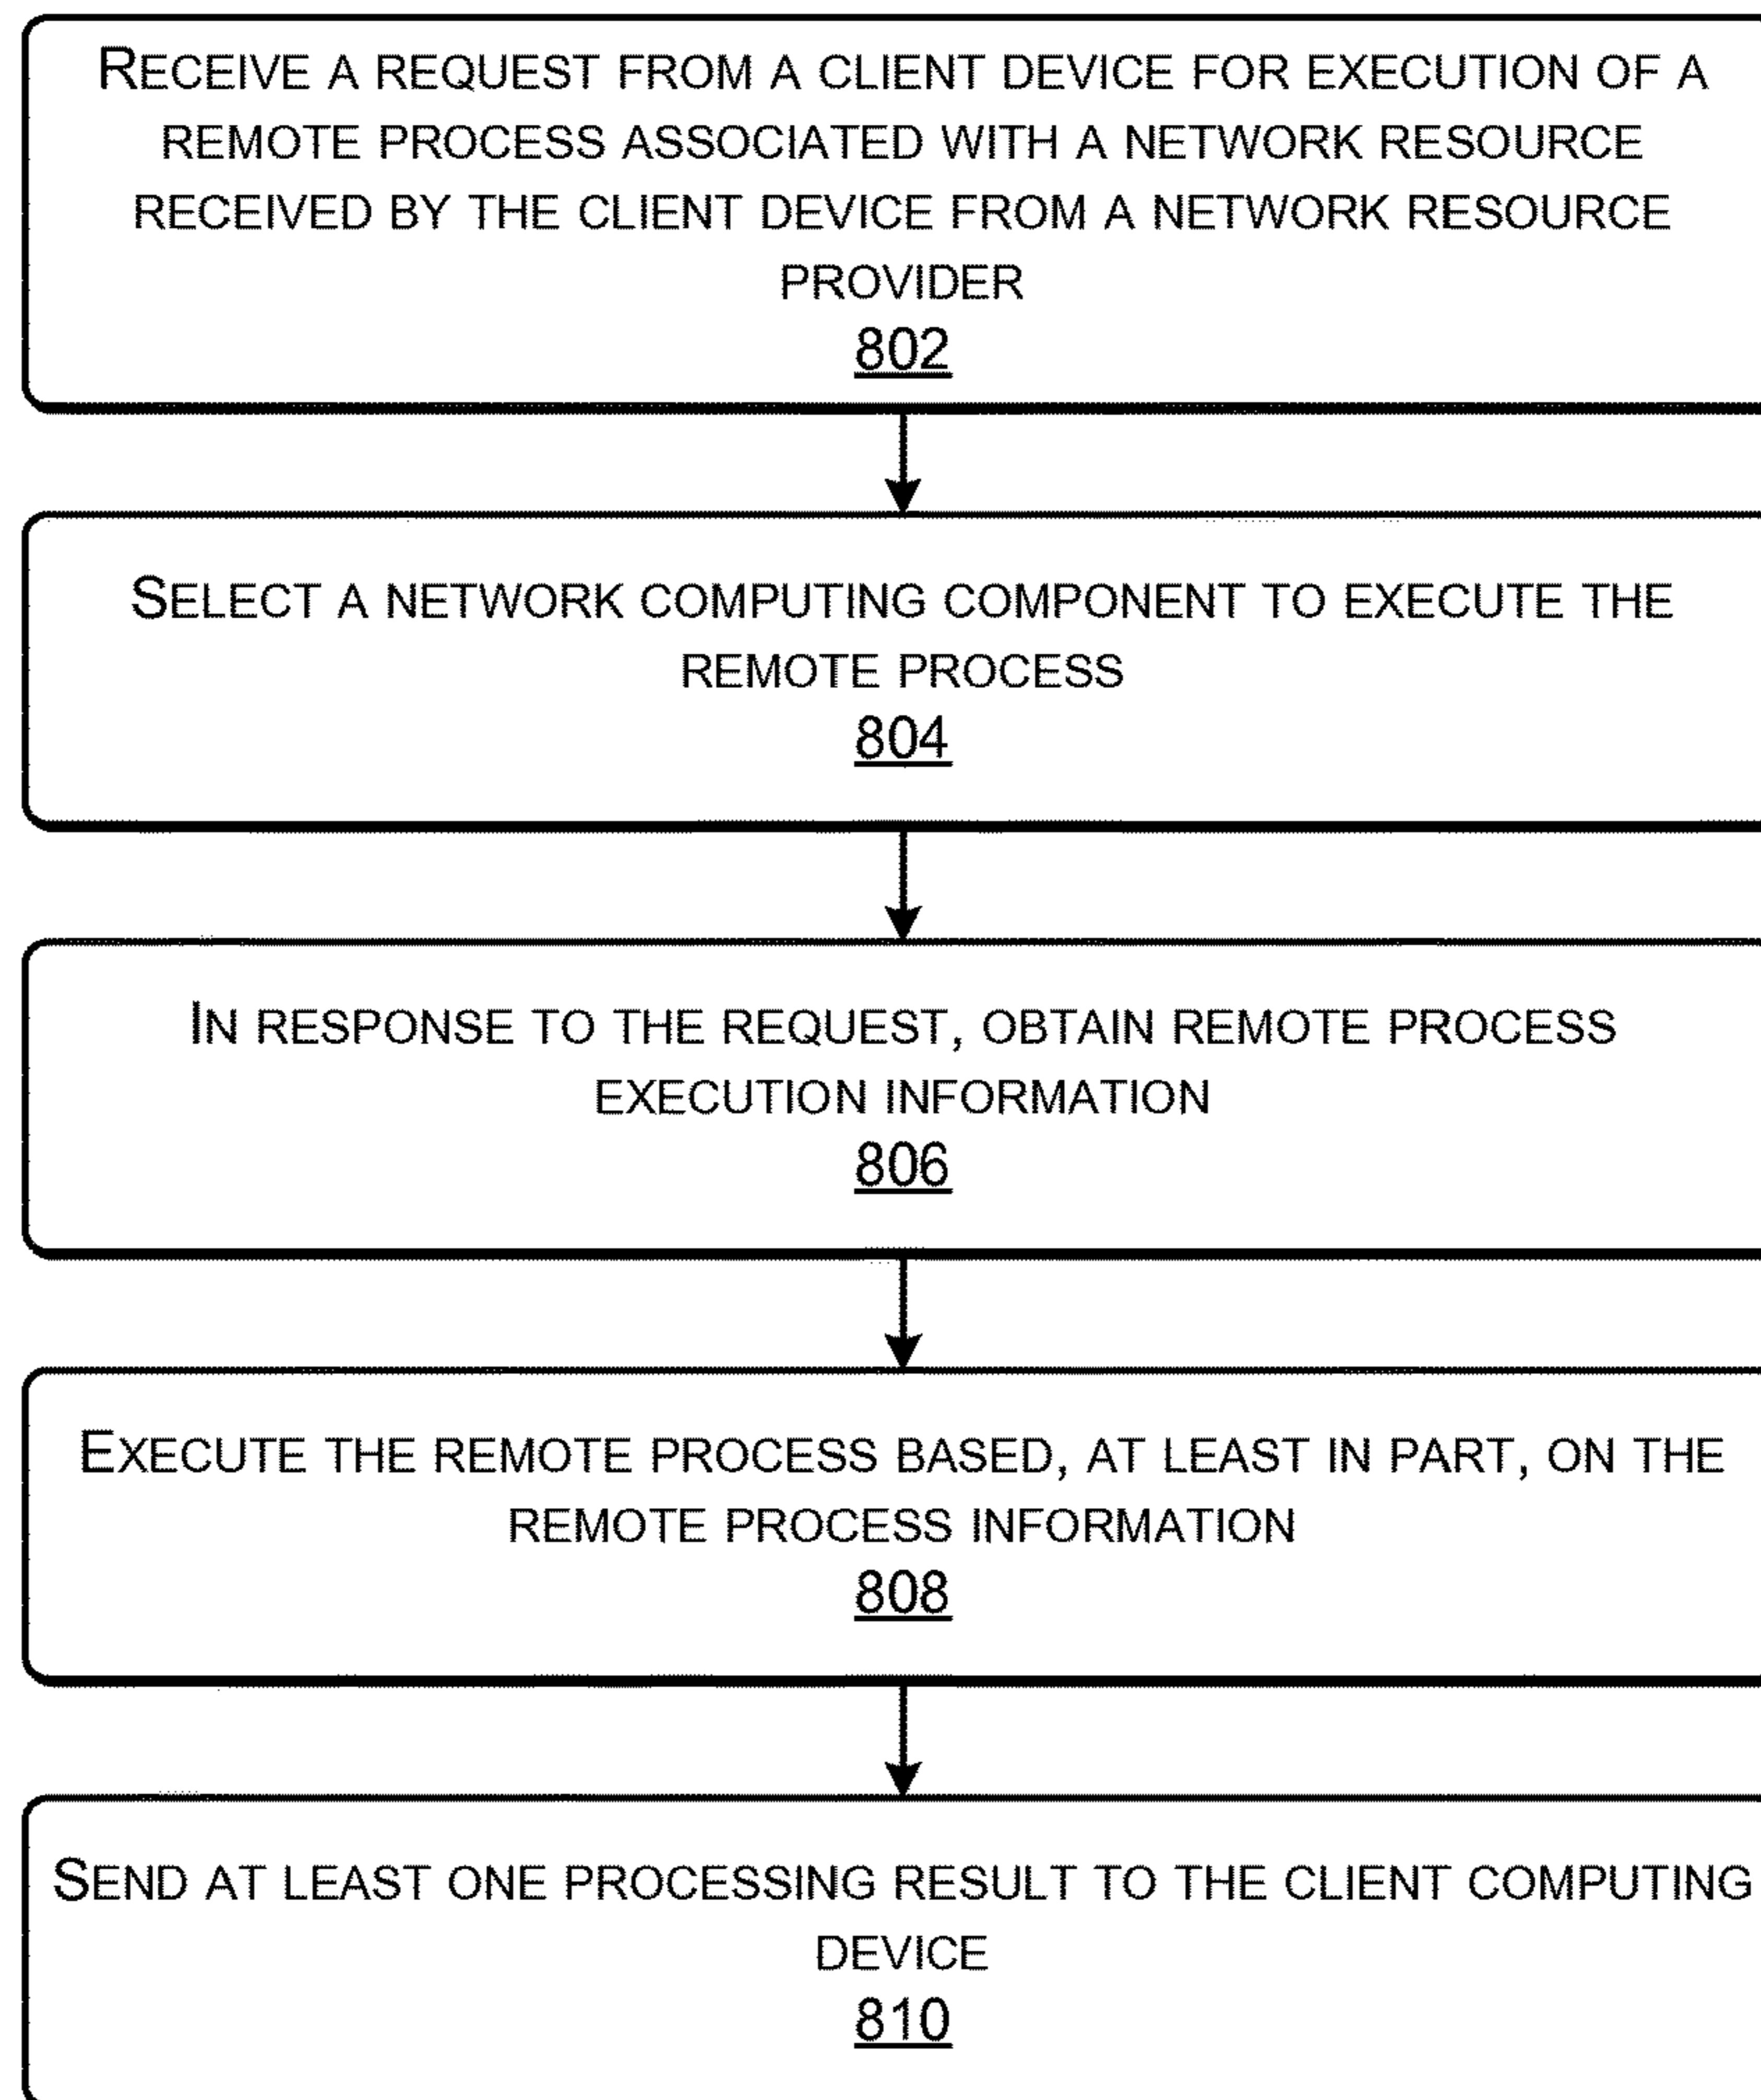 RECEIVE A REQUEST FROM A CLIENT DEVICE FOR EXECUTION OF A
REMOTE PROCESS ASSOCIATED WITH A NETWORK RESOURCE
RECEIVED BY THE CLIENT DEVICE FROM A NETWORK RESOURCE
PROVIDER
802
SELECT A NETWORK COMPUTING COMPONENT TO EXECUTE THE
REMOTE PROCESS
804
IN RESPONSE TO THE REQUEST, OBTAIN REMOTE PROCESS
EXECUTION INFORMATION
806
EXECUTE THE REMOTE PROCESS BASED, AT LEAST IN PART, ON THE
REMOTE PROCESS INFORMATION
808
SEND AT LEAST ONE PROCESSING RESULT TO THE CLIENT COMPUTING
DEVICE
810